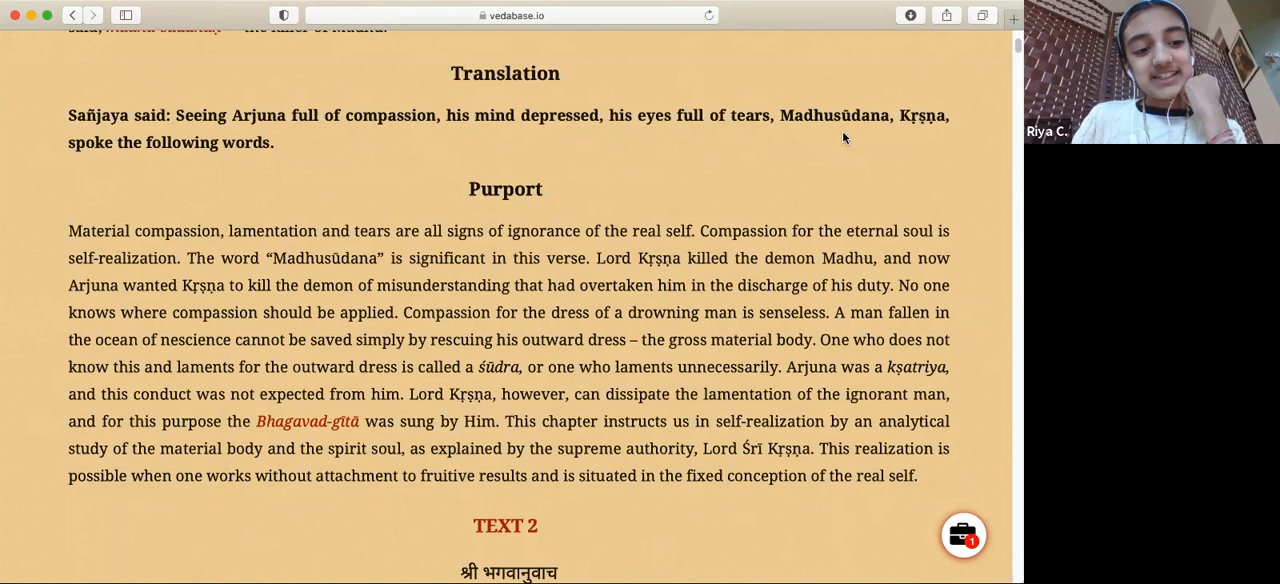 vedabase.io
said, madhu-sūdanaḥ — the killer of Madhu.
Translation
Sañjaya said: Seeing Arjuna full of compassion, his mind depressed, his eyes full of tears, Madhusūdana, Kṛṣṇa,
spoke the following words.
Purport
Material compassion, lamentation and tears are all signs of ignorance of the real self. Compassion for the eternal soul is
self-realization. The word “Madhusūdana” is significant in this verse. Lord Kṛṣṇa killed the demon Madhu, and now
Arjuna wanted Kṛṣṇa to kill the demon of misunderstanding that had overtaken him in the discharge of his duty. No one
knows where compassion should be applied. Compassion for the dress of a drowning man is senseless. A man fallen in
the ocean of nescience cannot be saved simply by rescuing his outward dress – the gross material body. One who does not
know this and laments for the outward dress is called a śūdra, or one who laments unnecessarily. Arjuna was a kṣatriya,
and this conduct was not expected from him. Lord Kṛṣṇa, however, can dissipate the lamentation of the ignorant man,
and for this purpose the Bhagavad-gītā was sung by Him. This chapter instructs us in self-realization by an analytical
study of the material body and the spirit soul, as explained by the supreme authority, Lord Śrī Kṛṣṇa. This realization is
possible when one works without attachment to fruitive results and is situated in the fixed conception of the real self.
TEXT 2
श्री भगवानुवाच
1
Riya C.